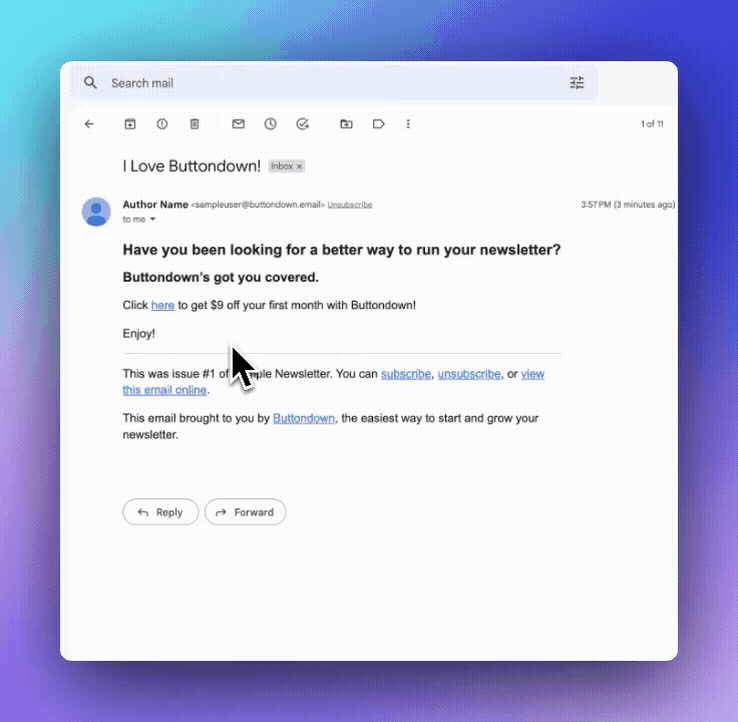 Search mail
1 of 11
I Love Buttondown! Inbox ×
Author Name <sampleuser@buttondown.email> Unsubscribe
3:57 PM (3 minutes ago)
to me
Have you been looking for a better way to run your newsletter?
Buttondown's got you covered.
Click here to get $9 off your first month with Buttondown!
Enjoy!
This was issue #1 of Newsletter. You can subscribe, unsubscribe, or view
this email online.
This email brought to you by Buttondown, the easiest way to start and grow your
newsletter.
Reply
Forward